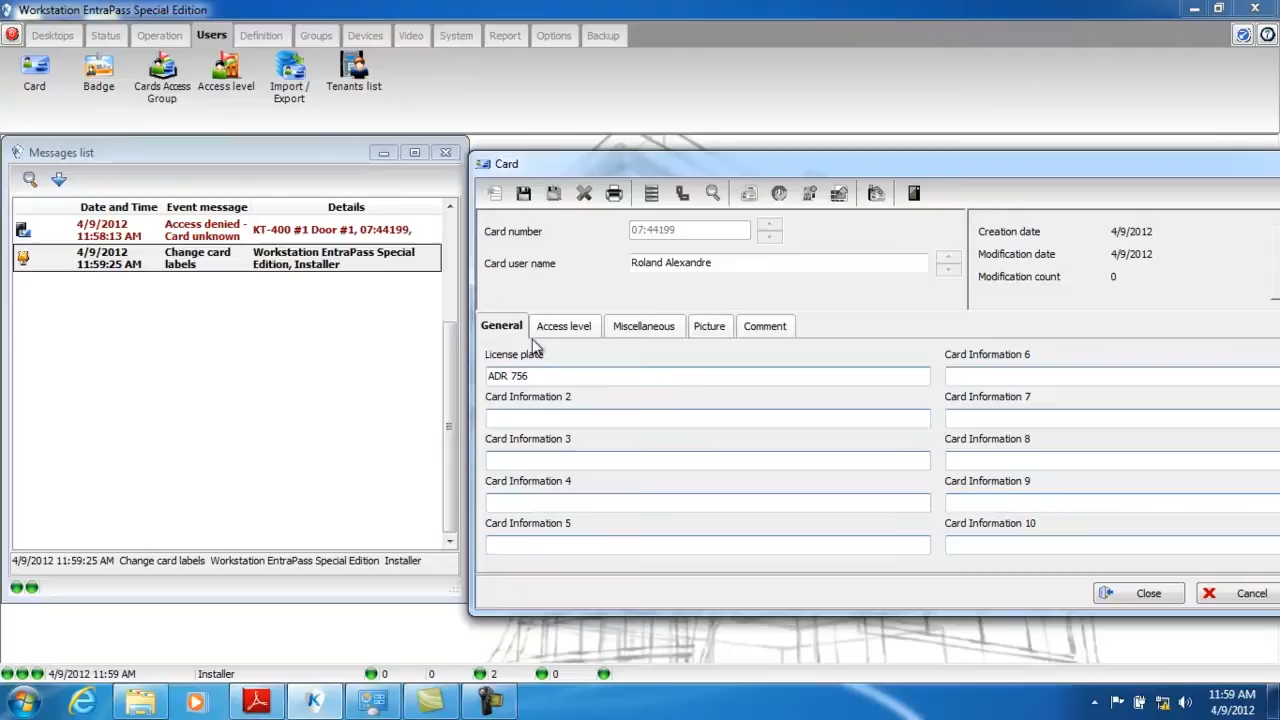 Workstation EntraPass Special Edition
Desktops Status Operation Users Definition Groups Devices Video System Report Options Backup
Card Badge Cards Access Group Access level Import / Export Tenants list
Messages list
Date and Time Event message Details
4/9/2012 11:58:13 AM Access denied - Card unknown KT-400 #1 Door #1, 07:44199,
4/9/2012 11:59:25 AM Change card labels Workstation EntraPass Special Edition, Installer
4/9/2012 11:59:25 AM Change card labels Workstation EntraPass Special Edition Installer
Card
Card number 07:44199
Card user name Roland Alexandre
Creation date 4/9/2012
Modification date 4/9/2012
Modification count 0
General Access level Miscellaneous Picture Comment
License plate
ADR 756
Card Information 2
Card Information 3
Card Information 4
Card Information 5
Card Information 6
Card Information 7
Card Information 8
Card Information 9
Card Information 10
Close Cancel
4/9/2012 11:59 AM Installer 0 0 2 0
11:59 AM
4/9/2012